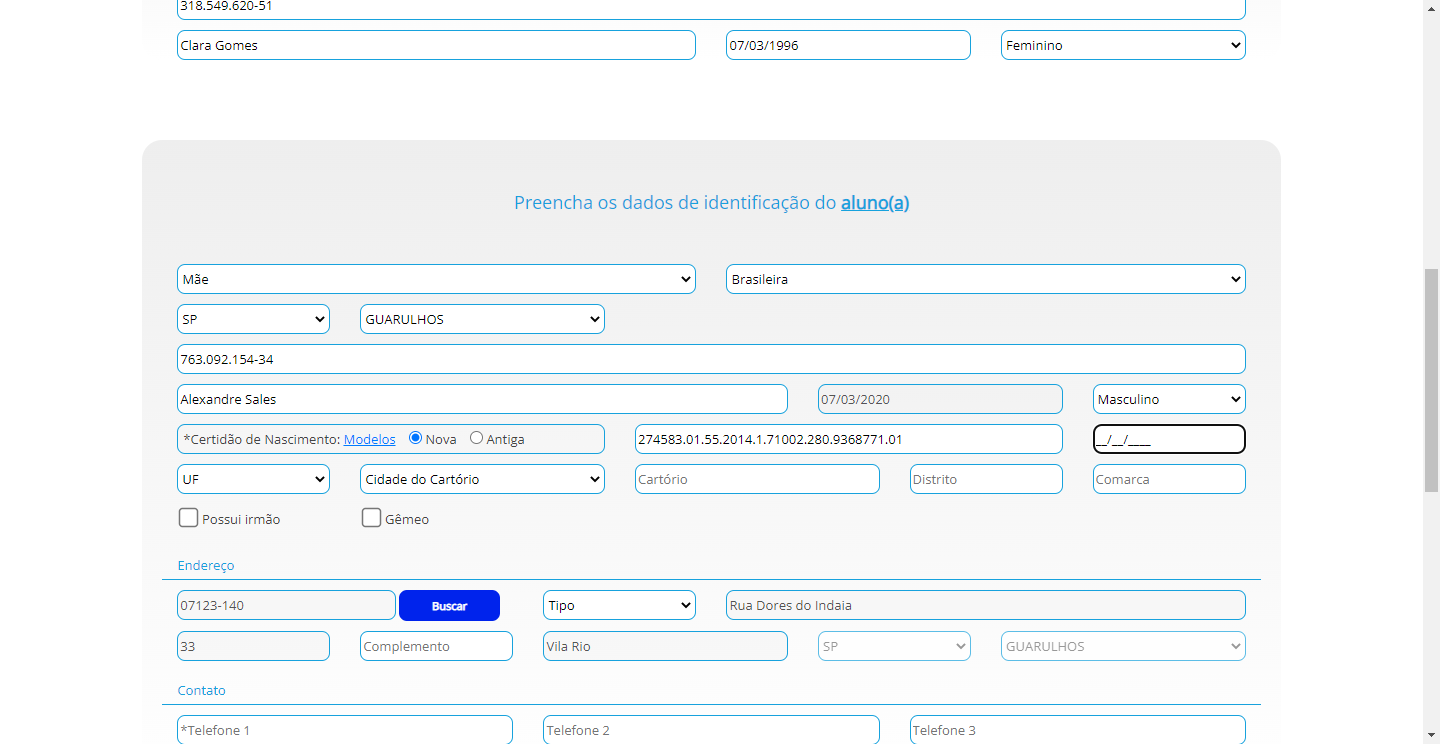 318.549.620-51
Clara Gomes 07/03/1996 Feminino
Preencha os dados de identificação do aluno(a)
Mãe Brasileira
SP GUARULHOS
763.092.154-34
Alexandre Sales 07/03/2020 Masculino
*Certidão de Nascimento: Modelos Nova Antiga 274583.01.55.2014.1.71002.280.9368771.01 __/__/____
UF Cidade do Cartório Cartório Distrito Comarca
Possui irmão Gêmeo
Endereço
07123-140 Buscar Tipo Rua Dores do Indaia
33 Complemento Vila Rio SP GUARULHOS
Contato
*Telefone 1 Telefone 2 Telefone 3